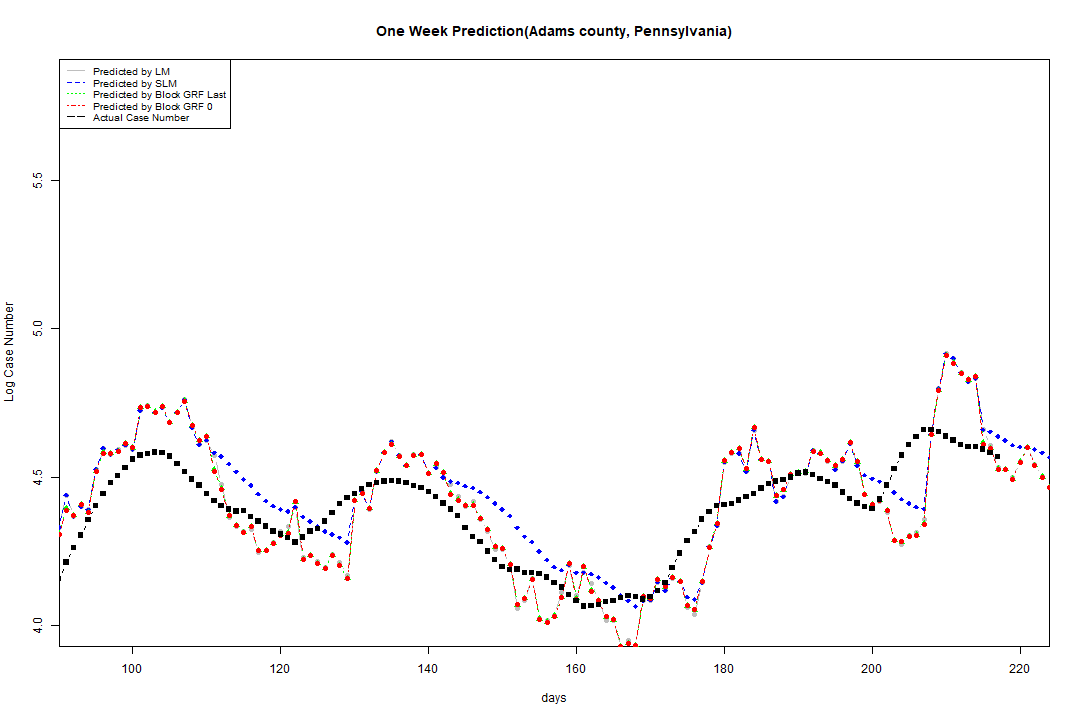 One Week Prediction(Adams county, Pennsylvania)
Predicted by LM
Predicted by SLM
Predicted by Block GRF Last
Predicted by Block GRF 0
Actual Case Number
5.5
5.0
4.5
4.0
Log Case Number
100 120 140 160 180 200 220
days